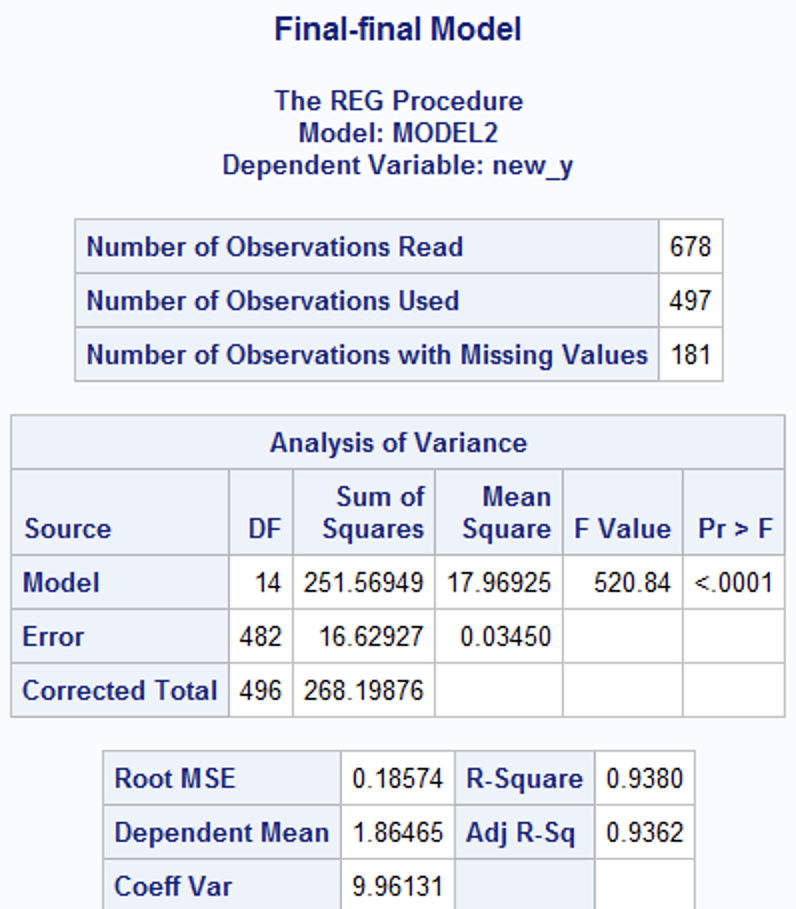 Final-final Model
The REG Procedure
Model: MODEL2
Dependent Variable: new_y
Number of Observations Read 678
Number of Observations Used 497
Number of Observations with Missing Values 181
Analysis of Variance
Source DF Sum of Squares Mean Square F Value Pr > F
Model 14 251.56949 17.96925 520.84 <.0001
Error 482 16.62927 0.03450
Corrected Total 496 268.19876
Root MSE 0.18574 R-Square 0.9380
Dependent Mean 1.86465 Adj R-Sq 0.9362
Coeff Var 9.96131